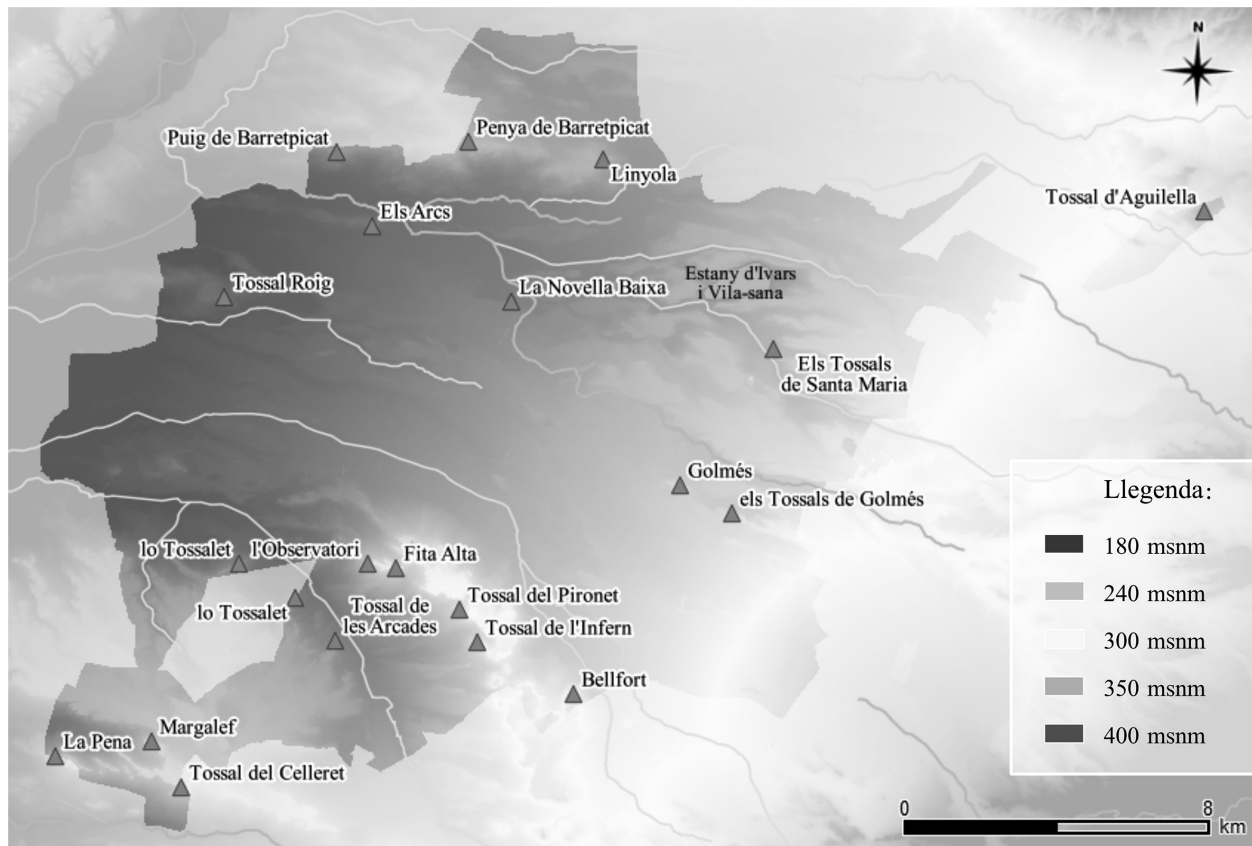 N
Puig de Barretpicat
Penya de Barretpicat
Linyola
Tossal d'Aguilella
Els Arcs
Tossal Roig
Estany d'Ivars
i Vila-sana
La Novella Baixa
Els Tossals
de Santa Maria
Golmés
els Tossals de Golmés
lo Tossalet
l'Observatori
Fita Alta
lo Tossalet
Tossal de
les Arcades
Tossal del Pironet
Tossal de l'Infern
Bellfort
Margalef
La Pena
Tossal del Celleret
Llegenda:
180 msnm
240 msnm
300 msnm
350 msnm
400 msnm
0
8
km